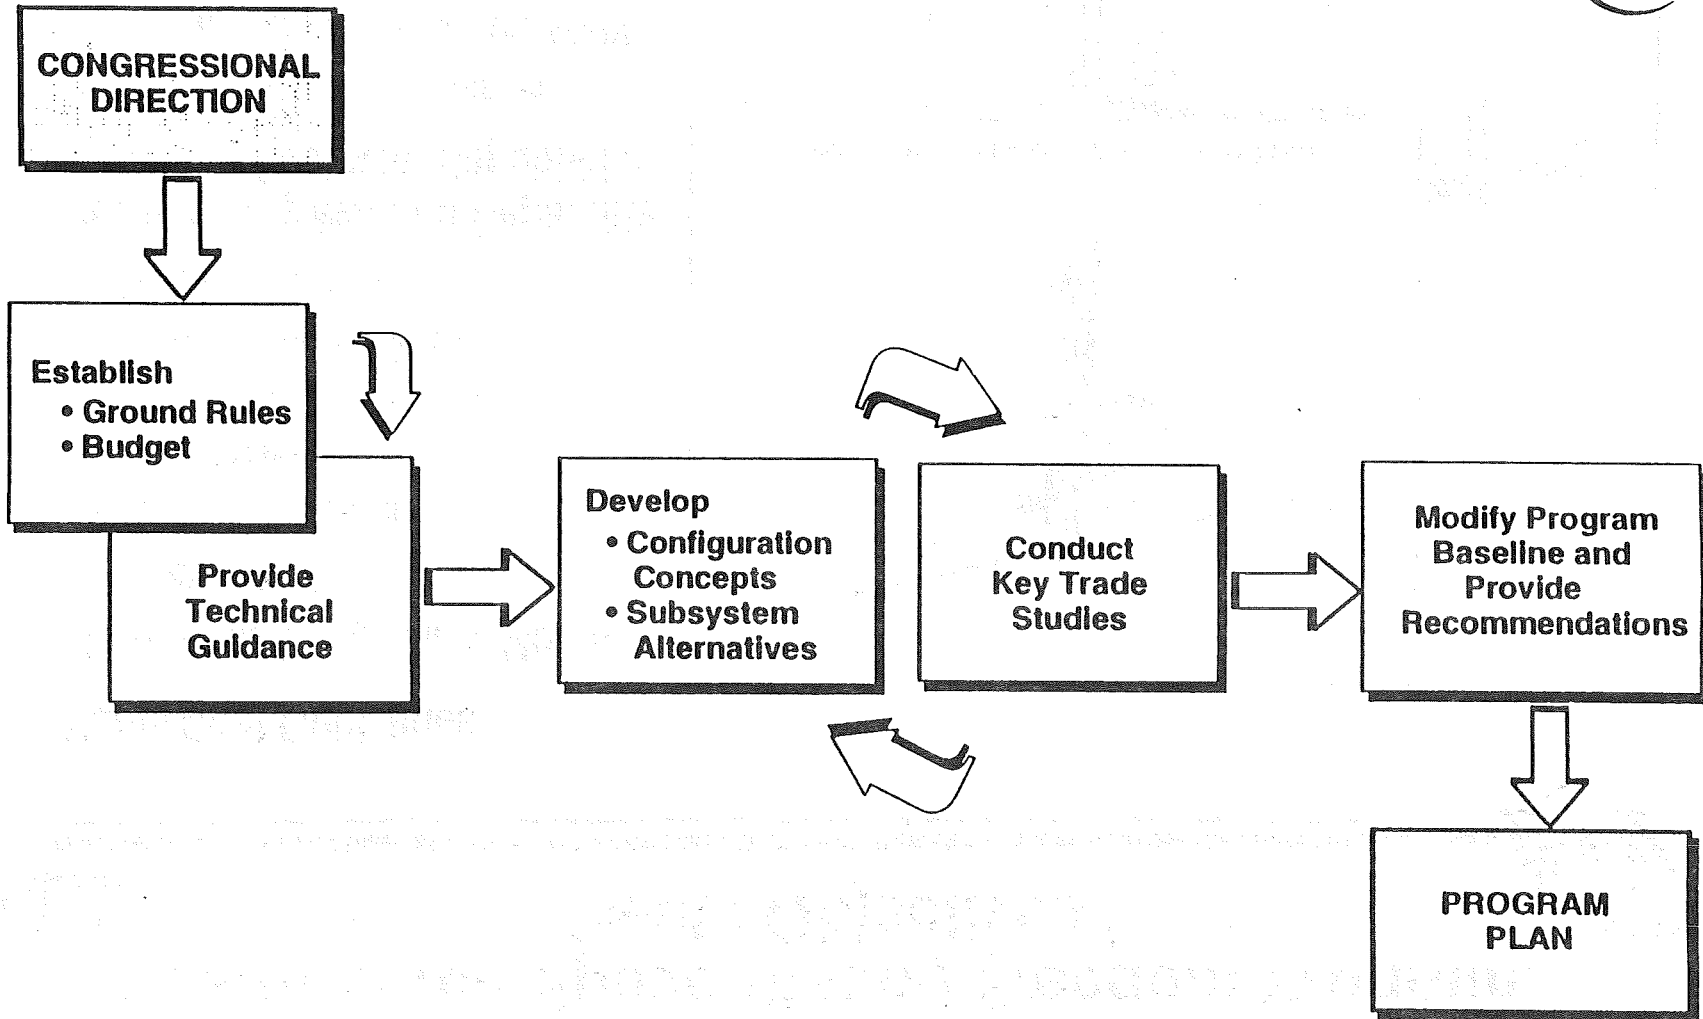 CONGRESSIONAL
DIRECTION
Establish
• Ground Rules
• Budget
Provide
Technical
Guidance
Develop
• Configuration
Concepts
• Subsystem
Alternatives
Conduct
Key Trade
Studies
Modify Program
Baseline and
Provide
Recommendations
PROGRAM
PLAN